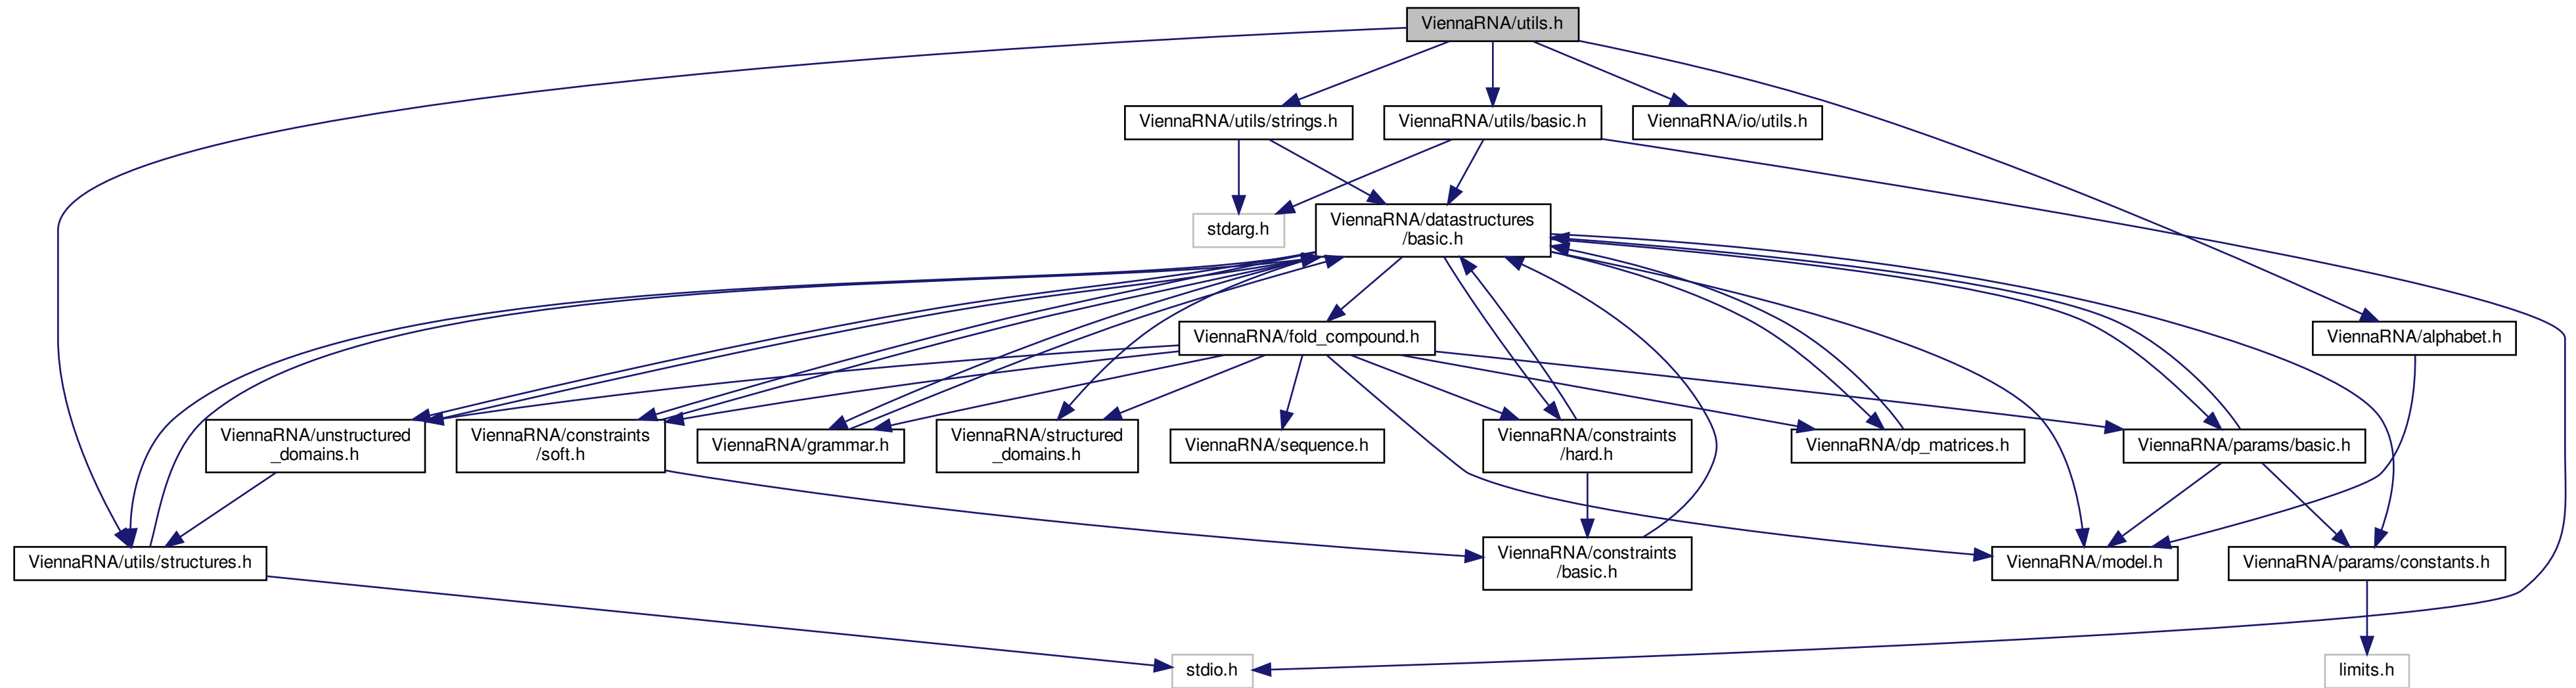 ViennaRNA/utils.h
ViennaRNA/utils/strings.h
ViennaRNA/utils/basic.h
ViennaRNA/io/utils.h
stdarg.h
ViennaRNA/datastructures
/basic.h
ViennaRNA/fold_compound.h
ViennaRNA/alphabet.h
ViennaRNA/unstructured
_domains.h
ViennaRNA/constraints
/soft.h
ViennaRNA/grammar.h
ViennaRNA/structured
_domains.h
ViennaRNA/sequence.h
ViennaRNA/constraints
/hard.h
ViennaRNA/dp_matrices.h
ViennaRNA/params/basic.h
ViennaRNA/utils/structures.h
ViennaRNA/constraints
/basic.h
ViennaRNA/model.h
ViennaRNA/params/constants.h
stdio.h
limits.h